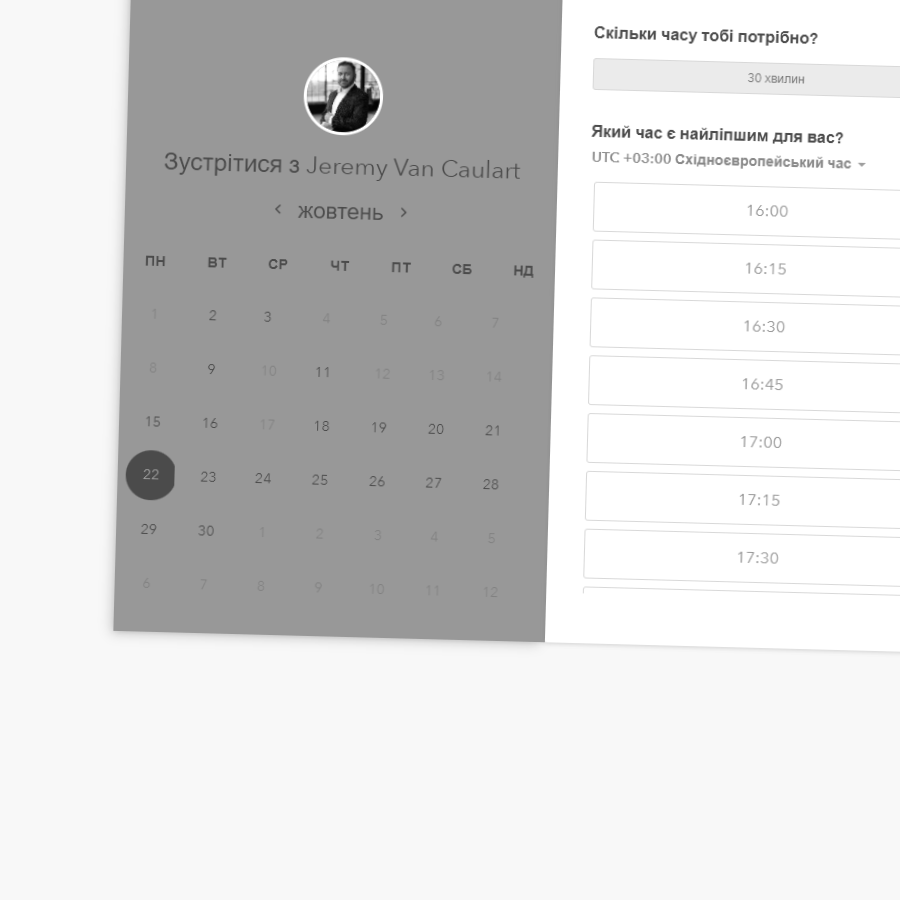 Зустрітися з Jeremy Van Caulart
жовтень
ПН ВТ СР ЧТ ПТ СБ НД
1 2 3 4 5 6 7
8 9 10 11 12 13 14
15 16 17 18 19 20 21
22 23 24 25 26 27 28
29 30 1 2 3 4 5
6 7 8 9 10 11 12
Скільки часу тобі потрібно?
30 хвилин
Який час є найліпшим для вас?
UTC +03:00 Східноєвропейський час
16:00
16:15
16:30
16:45
17:00
17:15
17:30